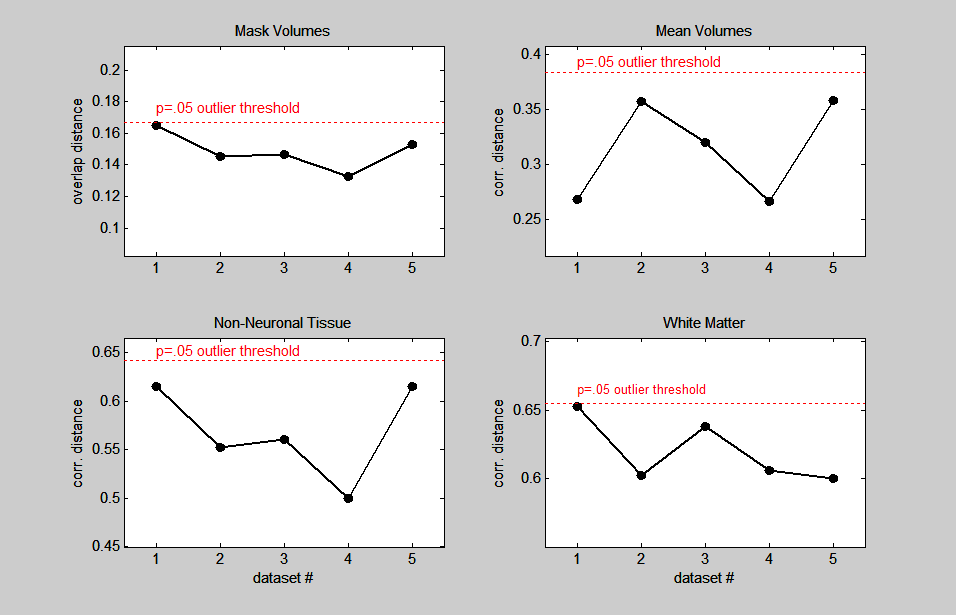 Mask Volumes
0.2
0.18
0.16
0.14
0.12
0.1
overlap distance
p=.05 outlier threshold
1 2 3 4 5
Mean Volumes
0.4
0.35
0.3
0.25
corr. distance
p=.05 outlier threshold
1 2 3 4 5
Non-Neuronal Tissue
0.65
0.6
0.55
0.5
0.45
corr. distance
p=.05 outlier threshold
1 2 3 4 5
dataset #
White Matter
0.7
0.65
0.6
corr. distance
p=.05 outlier threshold
1 2 3 4 5
dataset #